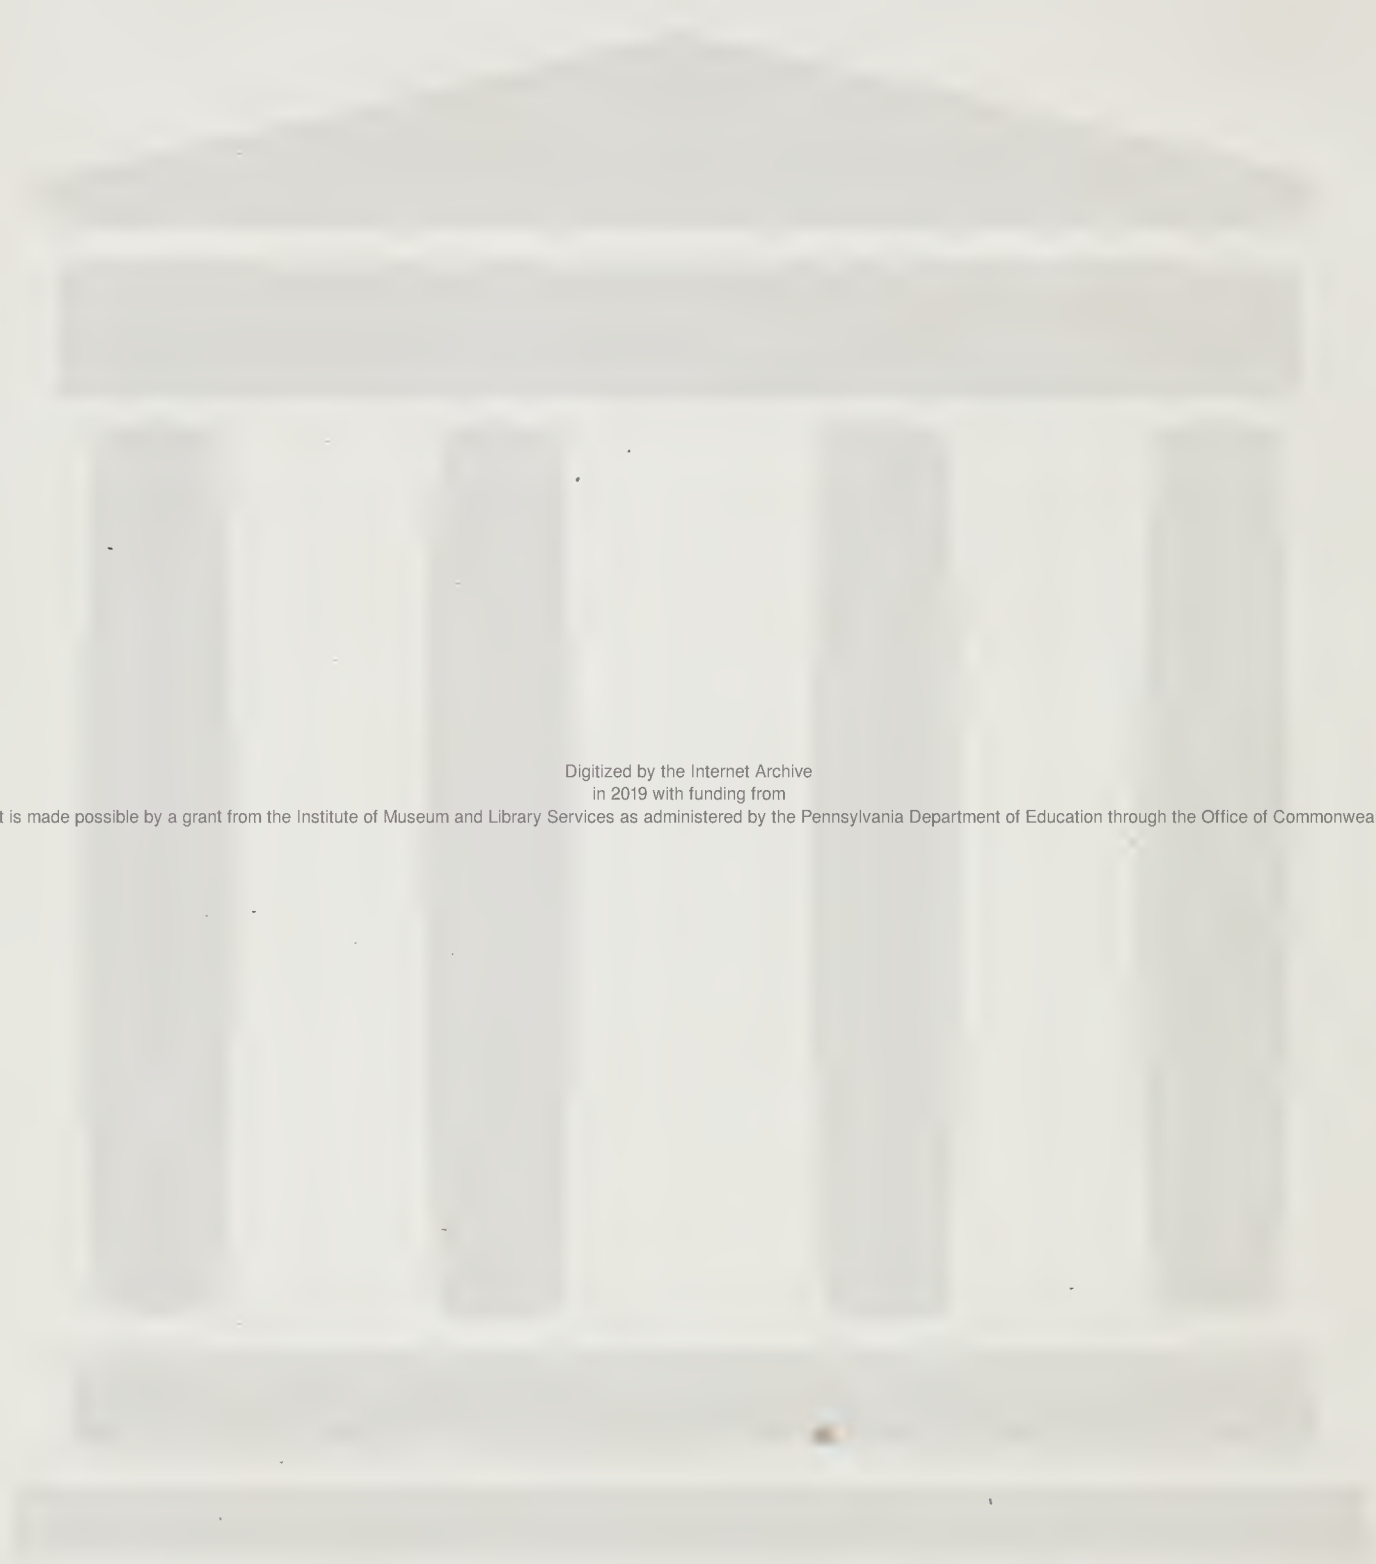 Digitized by the Internet Archive
in 2019 with funding from
t is made possible by a grant from the Institute of Museum and Library Services as administered by the Pennsylvania Department of Education through the Office of Commonwea